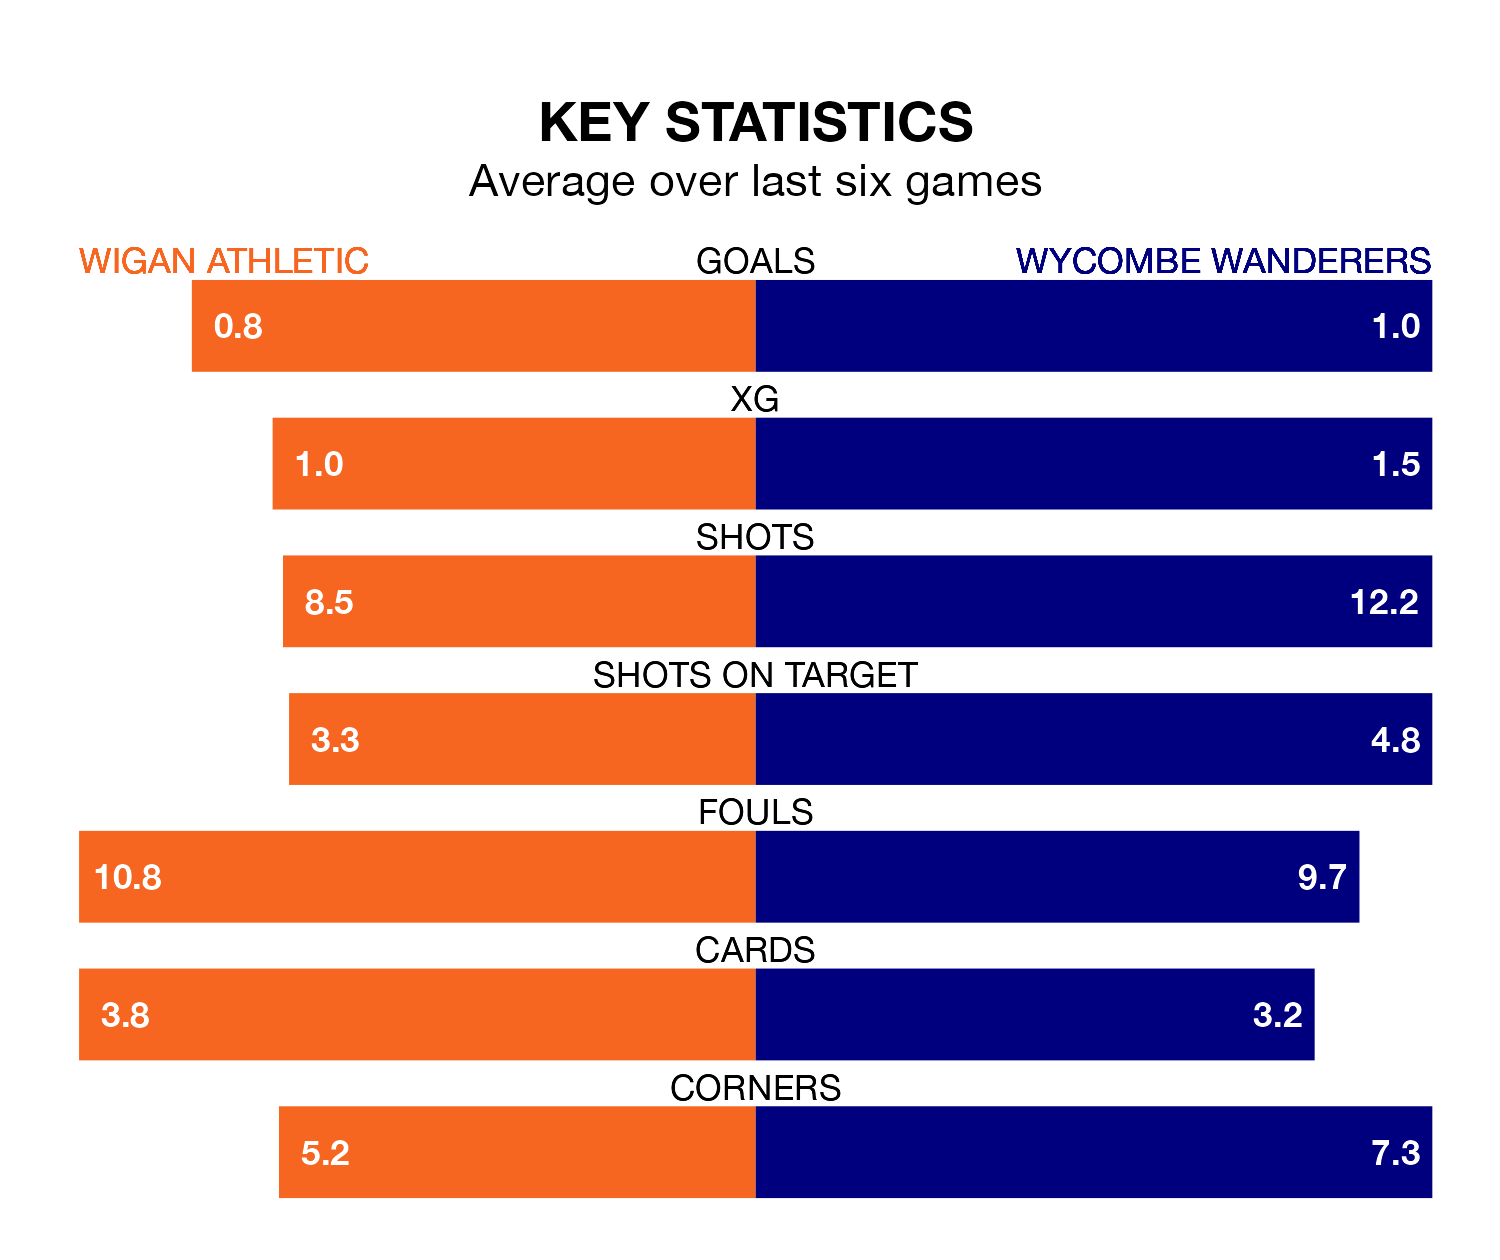 KEY STATISTICS
Average over last six games
WIGAN ATHLETIC GOALS WYCOMBE WANDERERS
0.8 1.0
XG
1.0 1.5
SHOTS
8.5 12.2
SHOTS ON TARGET
3.3 4.8
FOULS
10.8 9.7
CARDS
3.8 3.2
CORNERS
5.2 7.3